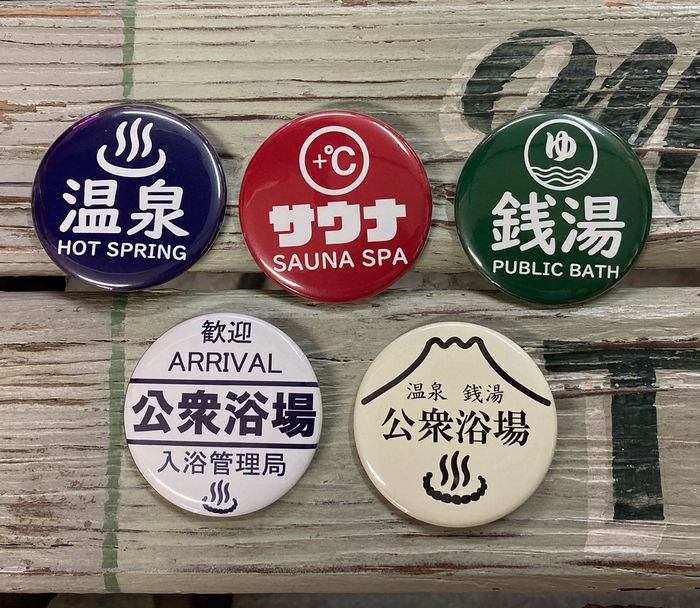 温泉
HOT SPRING
+℃
サウナ
SAUNA SPA
ゆ
銭湯
PUBLIC BATH
歓迎
ARRIVAL
公衆浴場
入浴管理局
温泉 銭湯
公衆浴場